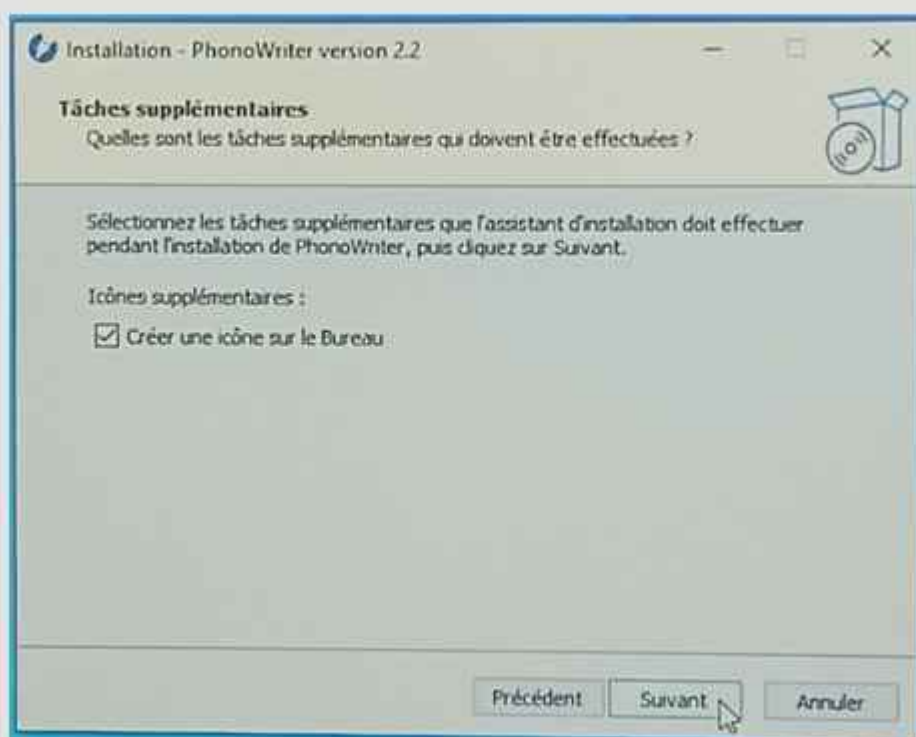 Installation - PhonoWriter version 2.2
Tâches supplémentaires
Quelles sont les tâches supplémentaires qui doivent être effectuées ?
Sélectionnez les tâches supplémentaires que l'assistant d'installation doit effectuer
pendant l'installation de PhonoWriter, puis cliquez sur Suivant.
Icônes supplémentaires :
Créer une icône sur le Bureau
Précédent Suivant Annuler